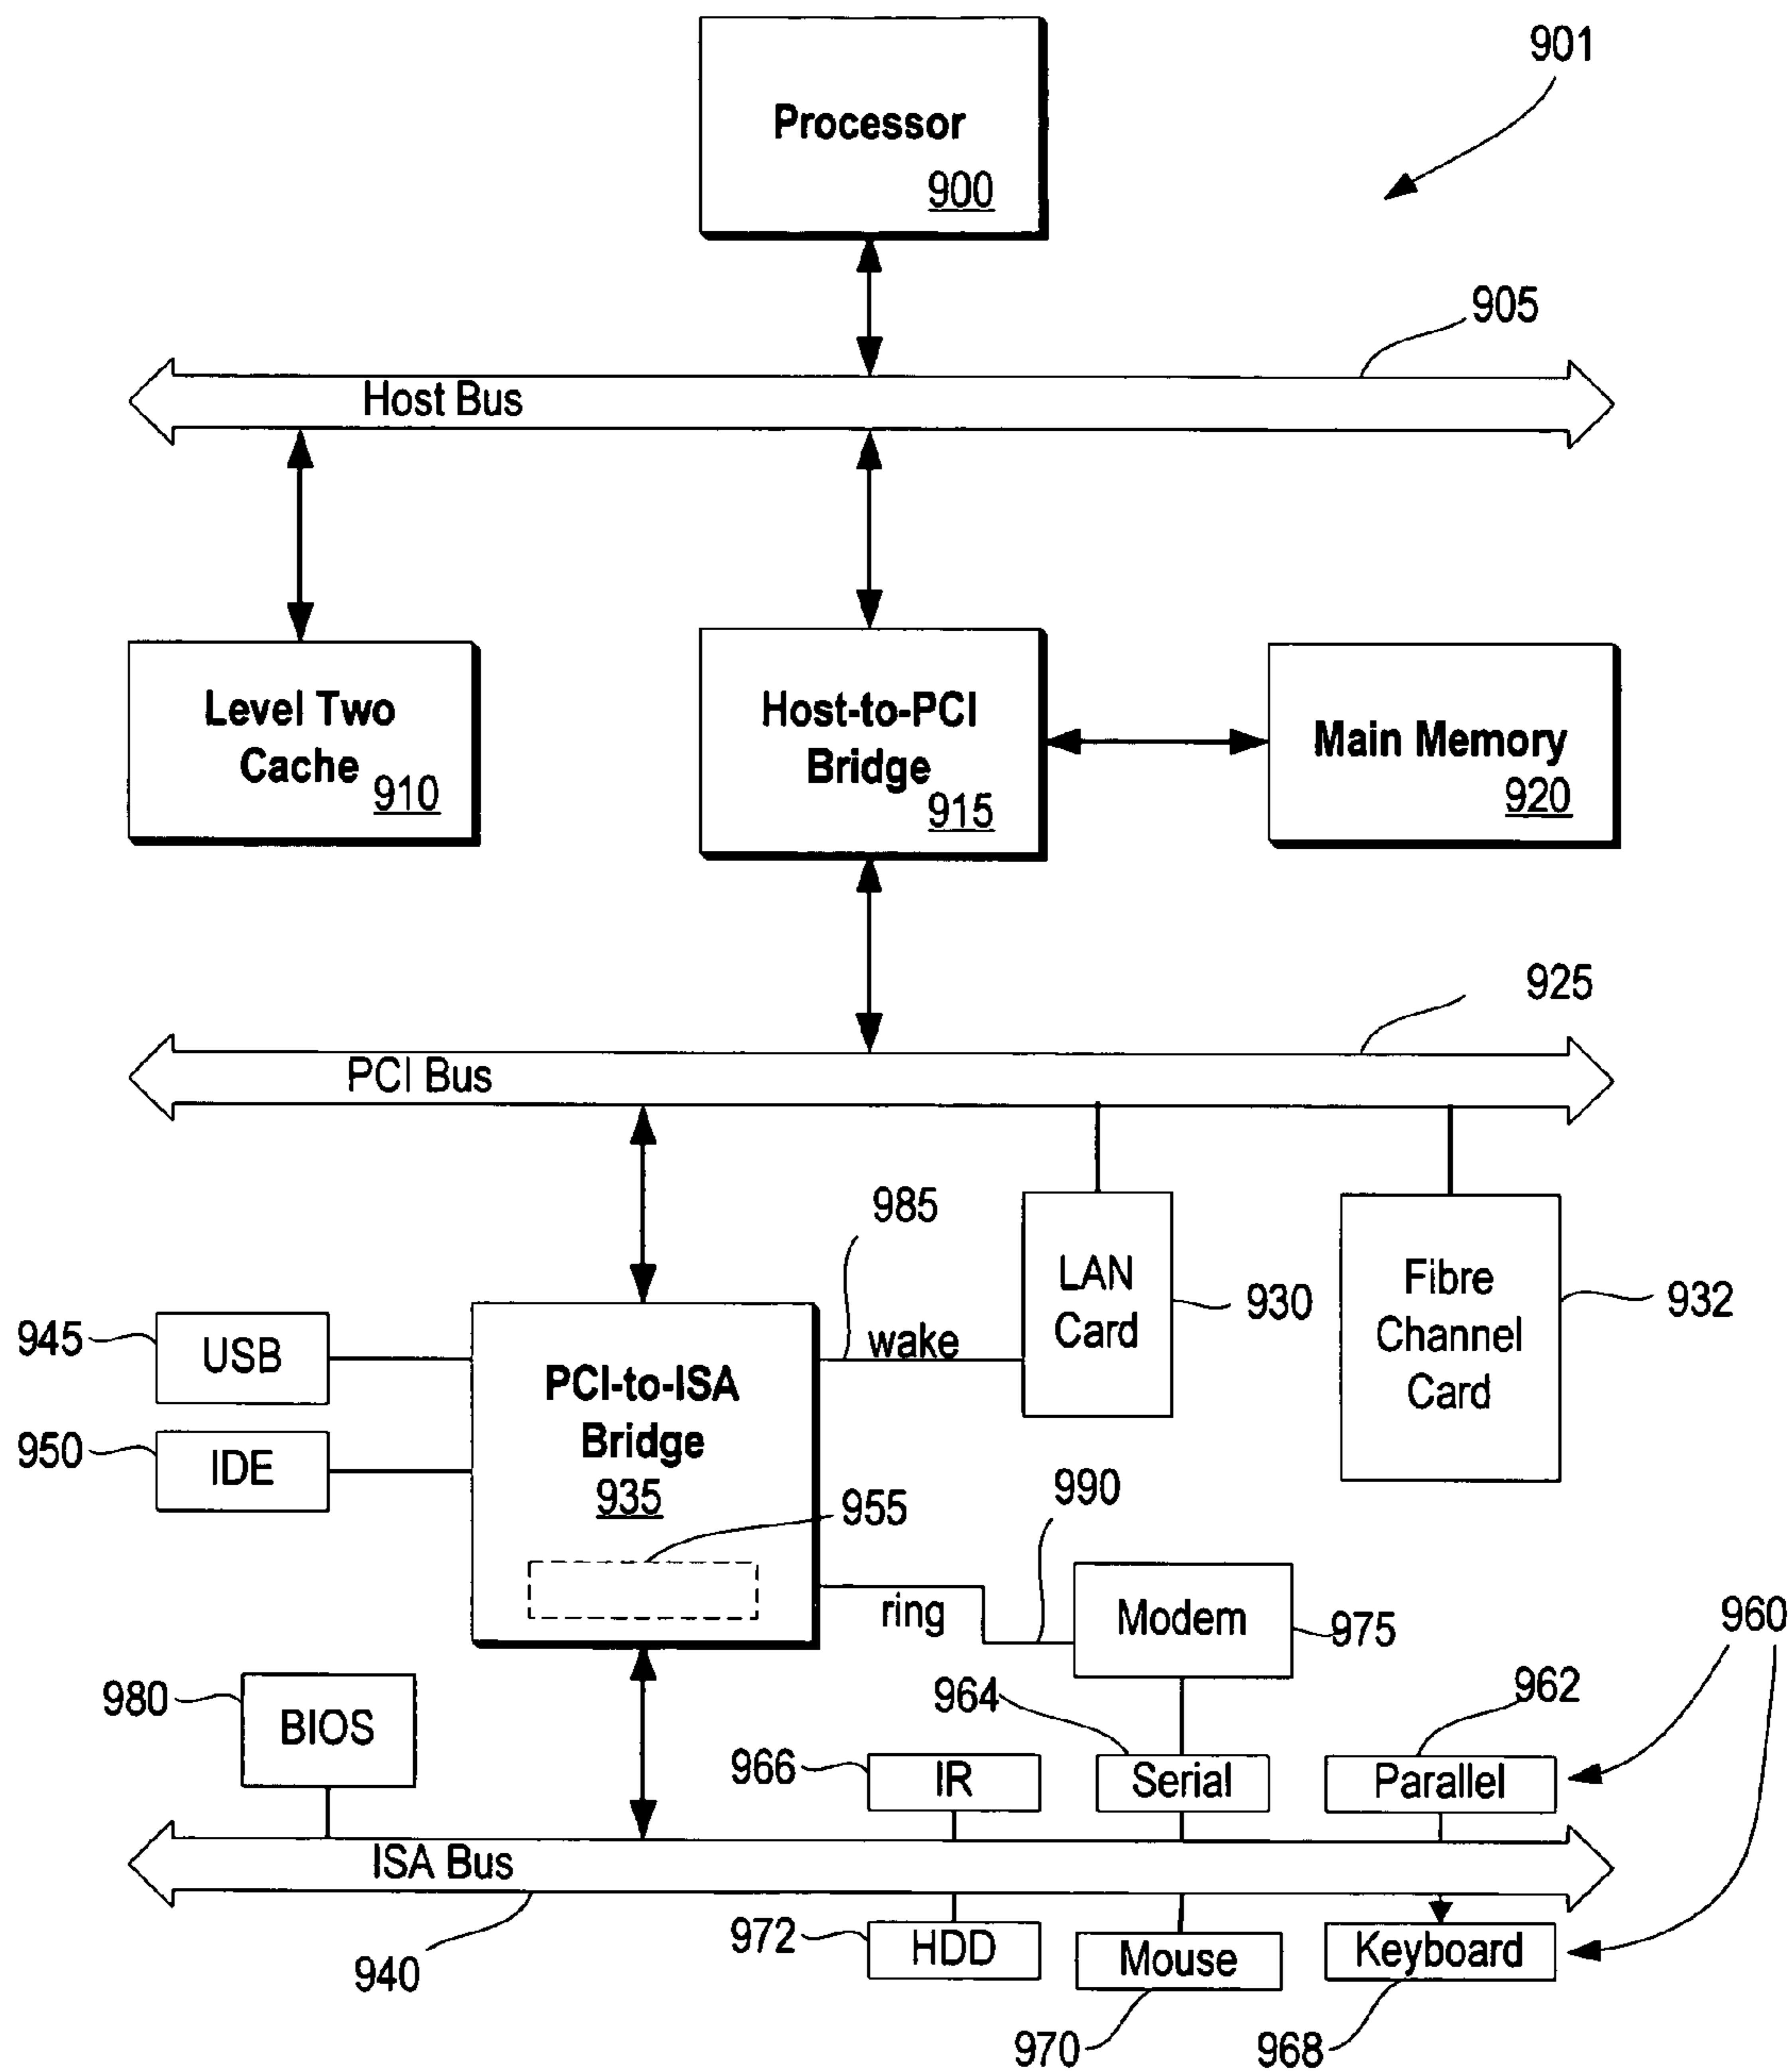 901
Processor
900
905
Host Bus
Level Two
Cache
910
Host-to-PCI
Bridge
915
Main Memory
920
925
PCI Bus
985
LAN
Card
930
Fibre
Channel
Card
932
945
USB
wake
PCI-to-ISA
Bridge
935
950
IDE
955
990
ring
Modem
975
960
980
BIOS
964
962
966
IR
Serial
Parallel
ISA Bus
940
972
HDD
Mouse
Keyboard
970
968